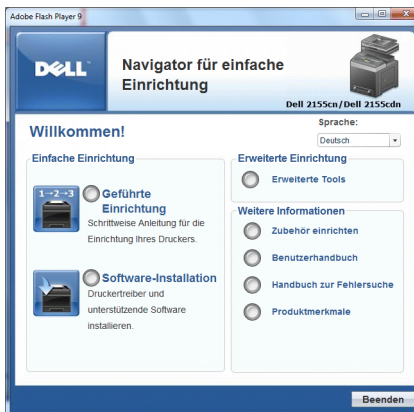 Adobe Flash Player 9
DELL
Navigator für einfache
Einrichtung
Dell 2155cn/Dell 2155cdn
Willkommen!
Sprache:
Deutsch
Einfache Einrichtung
1→2→3
Geführte
Einrichtung
Schrittweise Anleitung für die
Einrichtung Ihres Druckers.
Software-Installation
Druckertreiber und
unterstützende Software
installieren.
Erweiterte Einrichtung
Erweiterte Tools
Weitere Informationen
Zubehör einrichten
Benutzerhandbuch
Handbuch zur Fehlersuche
Produktmerkmale
Beenden